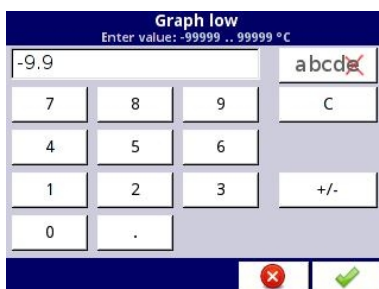 Graph low
Enter value: -99999 .. 99999 °C
-9.9
abcde
7 8 9 C
4 5 6
1 2 3 +/-
0 .